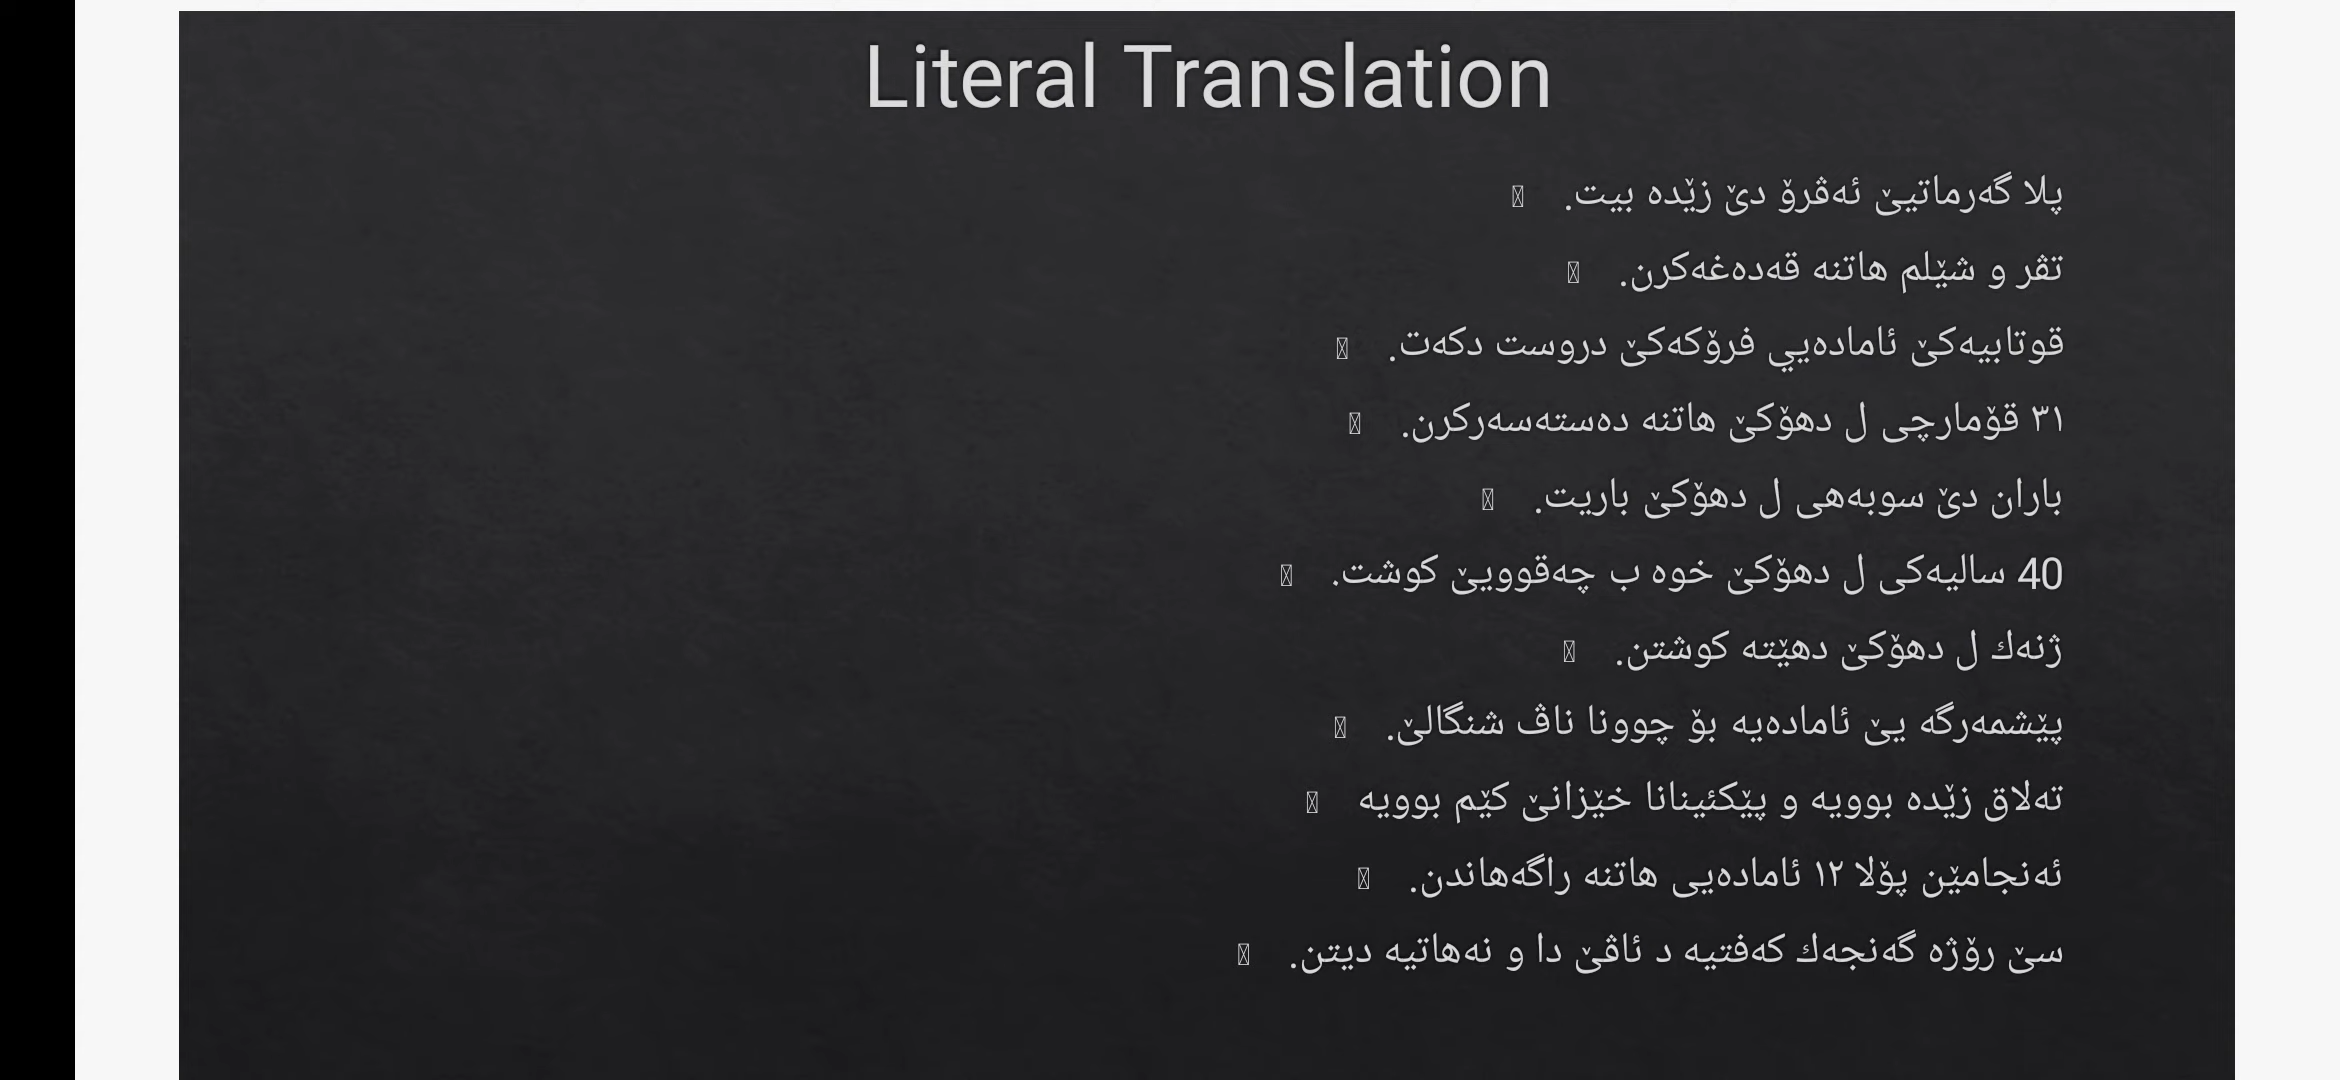 Literal Translation
پلا گەرماتیێ ئەڤرۆ دێ زێدە بیت.
تڤر و شێلم هاتنە قەدەغەکرن.
قوتابیەکێ ئامادەیي فرۆکەکێ دروست دکەت.
٣١ قۆمارچی ل دهۆکێ هاتنە دەستەسەرکرن.
باران دێ سوبەهی ل دهۆکێ باریت.
40 سالیەکی ل دهۆکێ خوە ب چەقوویێ کوشت.
ژنەك ل دهۆکێ دهێتە کوشتن.
پێشمەرگە یێ ئامادەیە بۆ چوونا ناڤ شنگالێ.
تەلاق زێدە بوویە و پێکئینانا خێزانێ کێم بوویە
ئەنجامێن پۆلا ١٢ ئامادەیی هاتنە راگەهاندن.
سێ رۆژە گەنجەك کەفتیە د ئاڤێ دا و نەهاتیە دیتن.